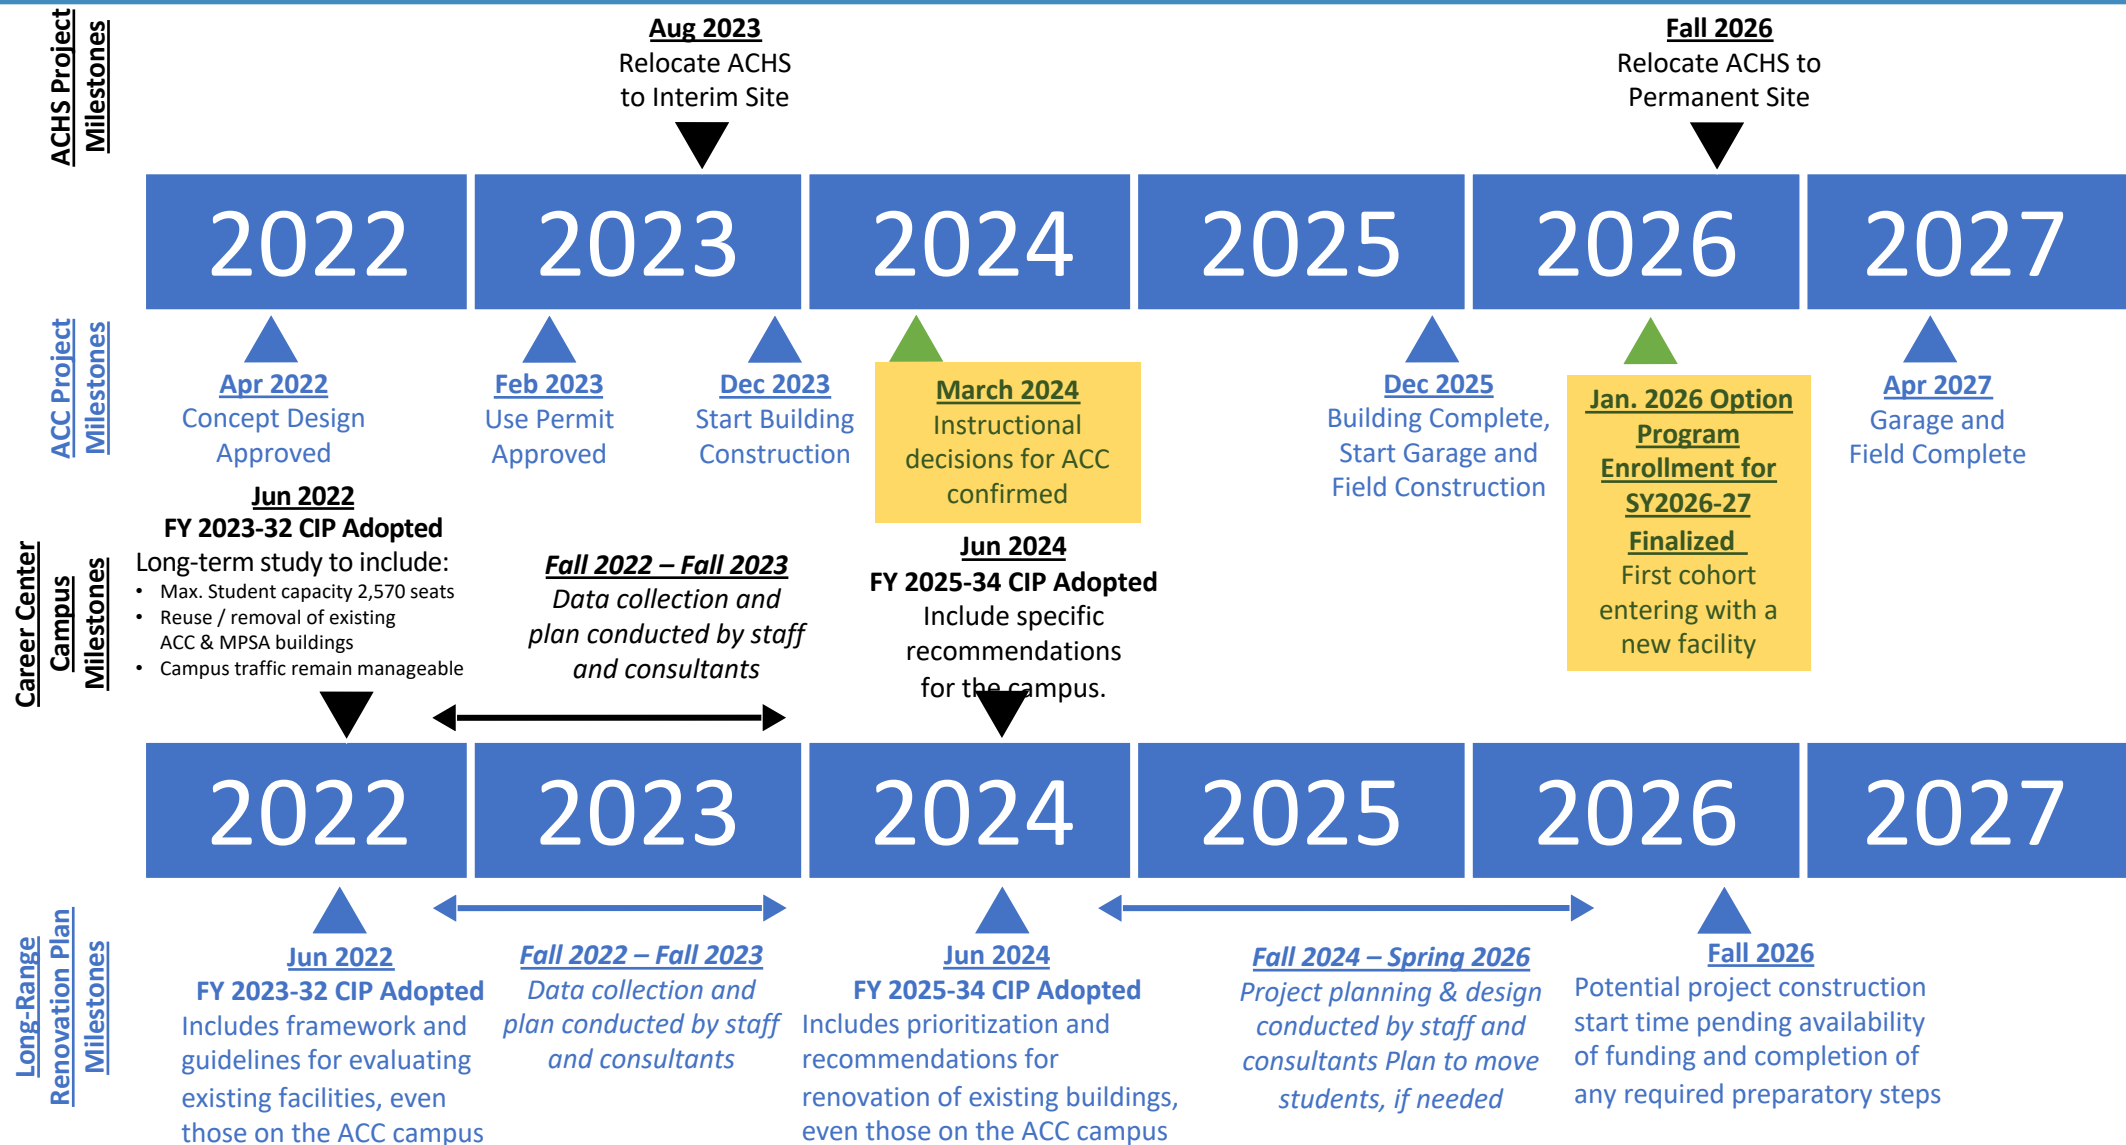 ACHS Project
Milestones
Aug 2023
Relocate ACHS
to Interim Site
Fall 2026
Relocate ACHS to
Permanent Site
2022
2023
2024
2025
2026
2027
ACC Project
Milestones
Apr 2022
Concept Design
Approved
Feb 2023
Use Permit
Approved
Dec 2023
Start Building
Construction
March 2024
Instructional
decisions for ACC
confirmed
Dec 2025
Building Complete,
Start Garage and
Field Construction
Jan. 2026 Option
Program
Enrollment for
SY2026-27
Finalized
First cohort
entering with a
new facility
Apr 2027
Garage and
Field Complete
Career Center
Campus
Milestones
Jun 2022
FY 2023-32 CIP Adopted
Long-term study to include:
• Max. Student capacity 2,570 seats
• Reuse / removal of existing
ACC & MPSA buildings
• Campus traffic remain manageable
Fall 2022 – Fall 2023
Data collection and
plan conducted by staff
and consultants
Jun 2024
FY 2025-34 CIP Adopted
Include specific
recommendations
for the campus.
2022
2023
2024
2025
2026
2027
Long-Range
Renovation Plan
Milestones
Jun 2022
FY 2023-32 CIP Adopted
Includes framework and
guidelines for evaluating
existing facilities, even
those on the ACC campus
Fall 2022 – Fall 2023
Data collection and
plan conducted by staff
and consultants
Jun 2024
FY 2025-34 CIP Adopted
Includes prioritization and
recommendations for
renovation of existing buildings,
even those on the ACC campus
Fall 2024 – Spring 2026
Project planning & design
conducted by staff and
consultants Plan to move
students, if needed
Fall 2026
Potential project construction
start time pending availability
of funding and completion of
any required preparatory steps